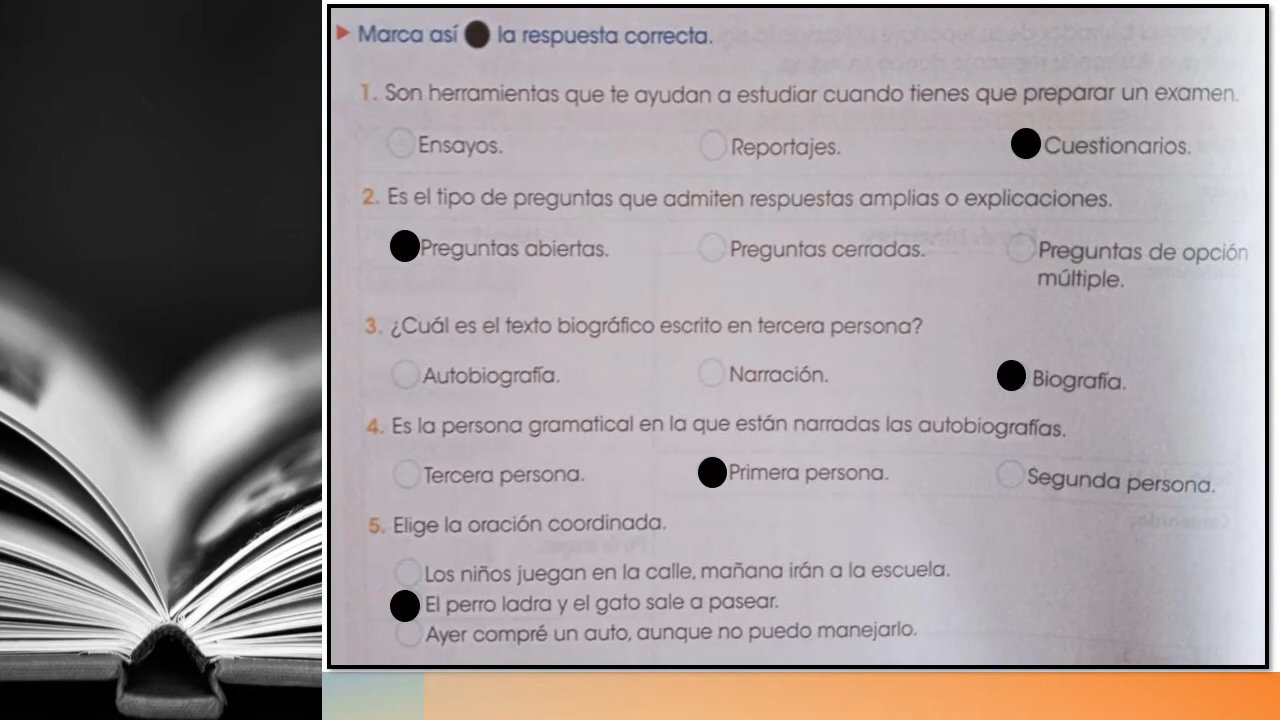 Marca así la respuesta correcta.
1. Son herramientas que te ayudan a estudiar cuando tienes que preparar un examen.
Ensayos. Reportajes. Cuestionarios.
2. Es el tipo de preguntas que admiten respuestas amplias o explicaciones.
Preguntas abiertas. Preguntas cerradas. Preguntas de opción
múltiple.
3. ¿Cuál es el texto biográfico escrito en tercera persona?
Autobiografía. Narración. Biografía.
4. Es la persona gramatical en la que están narradas las autobiografías.
Tercera persona. Primera persona. Segunda persona.
5. Elige la oración coordinada.
Los niños juegan en la calle, mañana irán a la escuela.
El perro ladra y el gato sale a pasear.
Ayer compré un auto, aunque no puedo manejarlo.